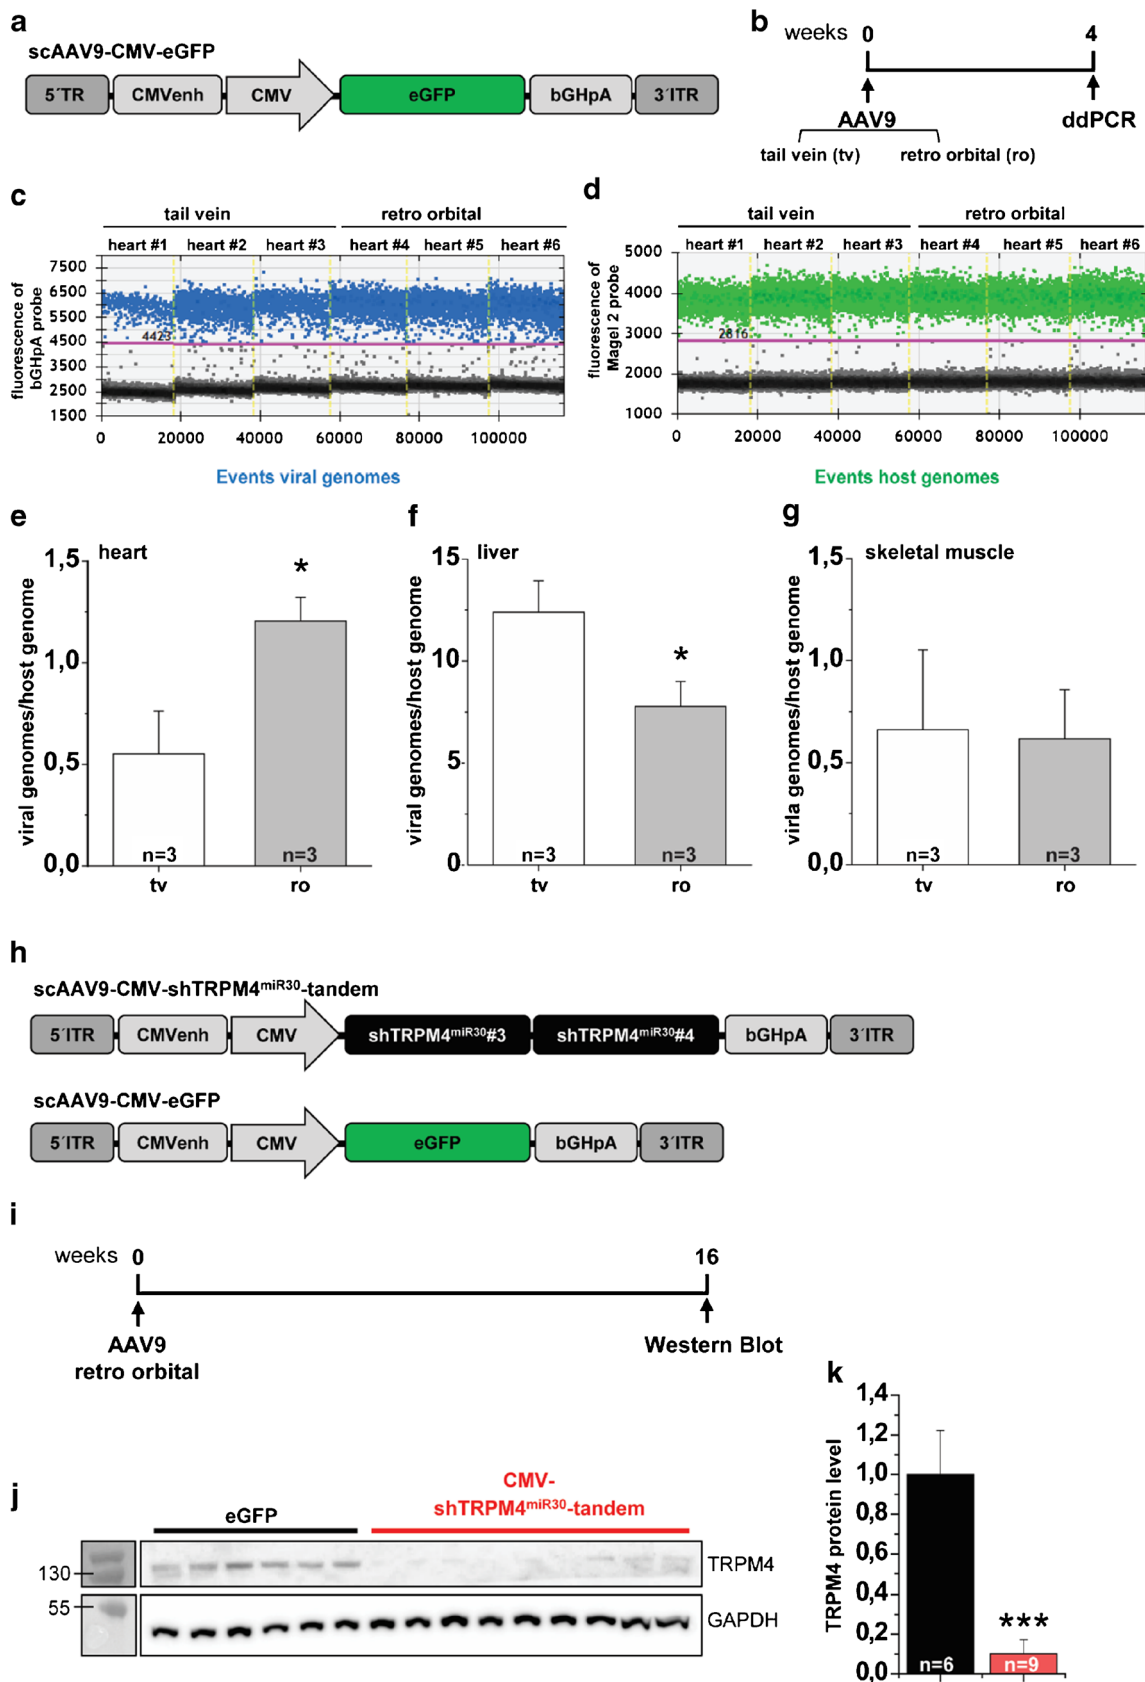 a
scAAV9-CMV-eGFP
5´TR CMVenh CMV eGFP bGHpA 3´ITR
b
weeks 0 4
AAV9 ddPCR
tail vein (tv) retro orbital (ro)
c
tail vein retro orbital
heart #1 heart #2 heart #3 heart #4 heart #5 heart #6
fluorescence of
bGHpA probe
7500
6500
5500
4500
3500
2500
1500
4423
0 20000 40000 60000 80000 100000
Events viral genomes
d
tail vein retro orbital
heart #1 heart #2 heart #3 heart #4 heart #5 heart #6
fluorescence of
Magel 2 probe
5000
4000
3000
2000
1000
2816
0 20000 40000 60000 80000 100000
Events host genomes
e
heart
viral genomes/host genome
1,5
1,0
0,5
0,0
*
n=3 n=3
tv ro
f
liver
viral genomes/host genome
15
10
5
0
*
n=3 n=3
tv ro
g
skeletal muscle
virla genomes/host genome
1,5
1,0
0,5
0,0
n=3 n=3
tv ro
h
scAAV9-CMV-shTRPM4miR30-tandem
5´ITR CMVenh CMV shTRPM4miR30#3 shTRPM4miR30#4 bGHpA 3´ITR
scAAV9-CMV-eGFP
5´ITR CMVenh CMV eGFP bGHpA 3´ITR
i
weeks 0 16
AAV9
retro orbital
Western Blot
j
eGFP
CMV-
shTRPM4miR30-tandem
130
TRPM4
55
GAPDH
k
TRPM4 protein level
1,4
1,2
1,0
0,8
0,6
0,4
0,2
0,0
***
n=6 n=9